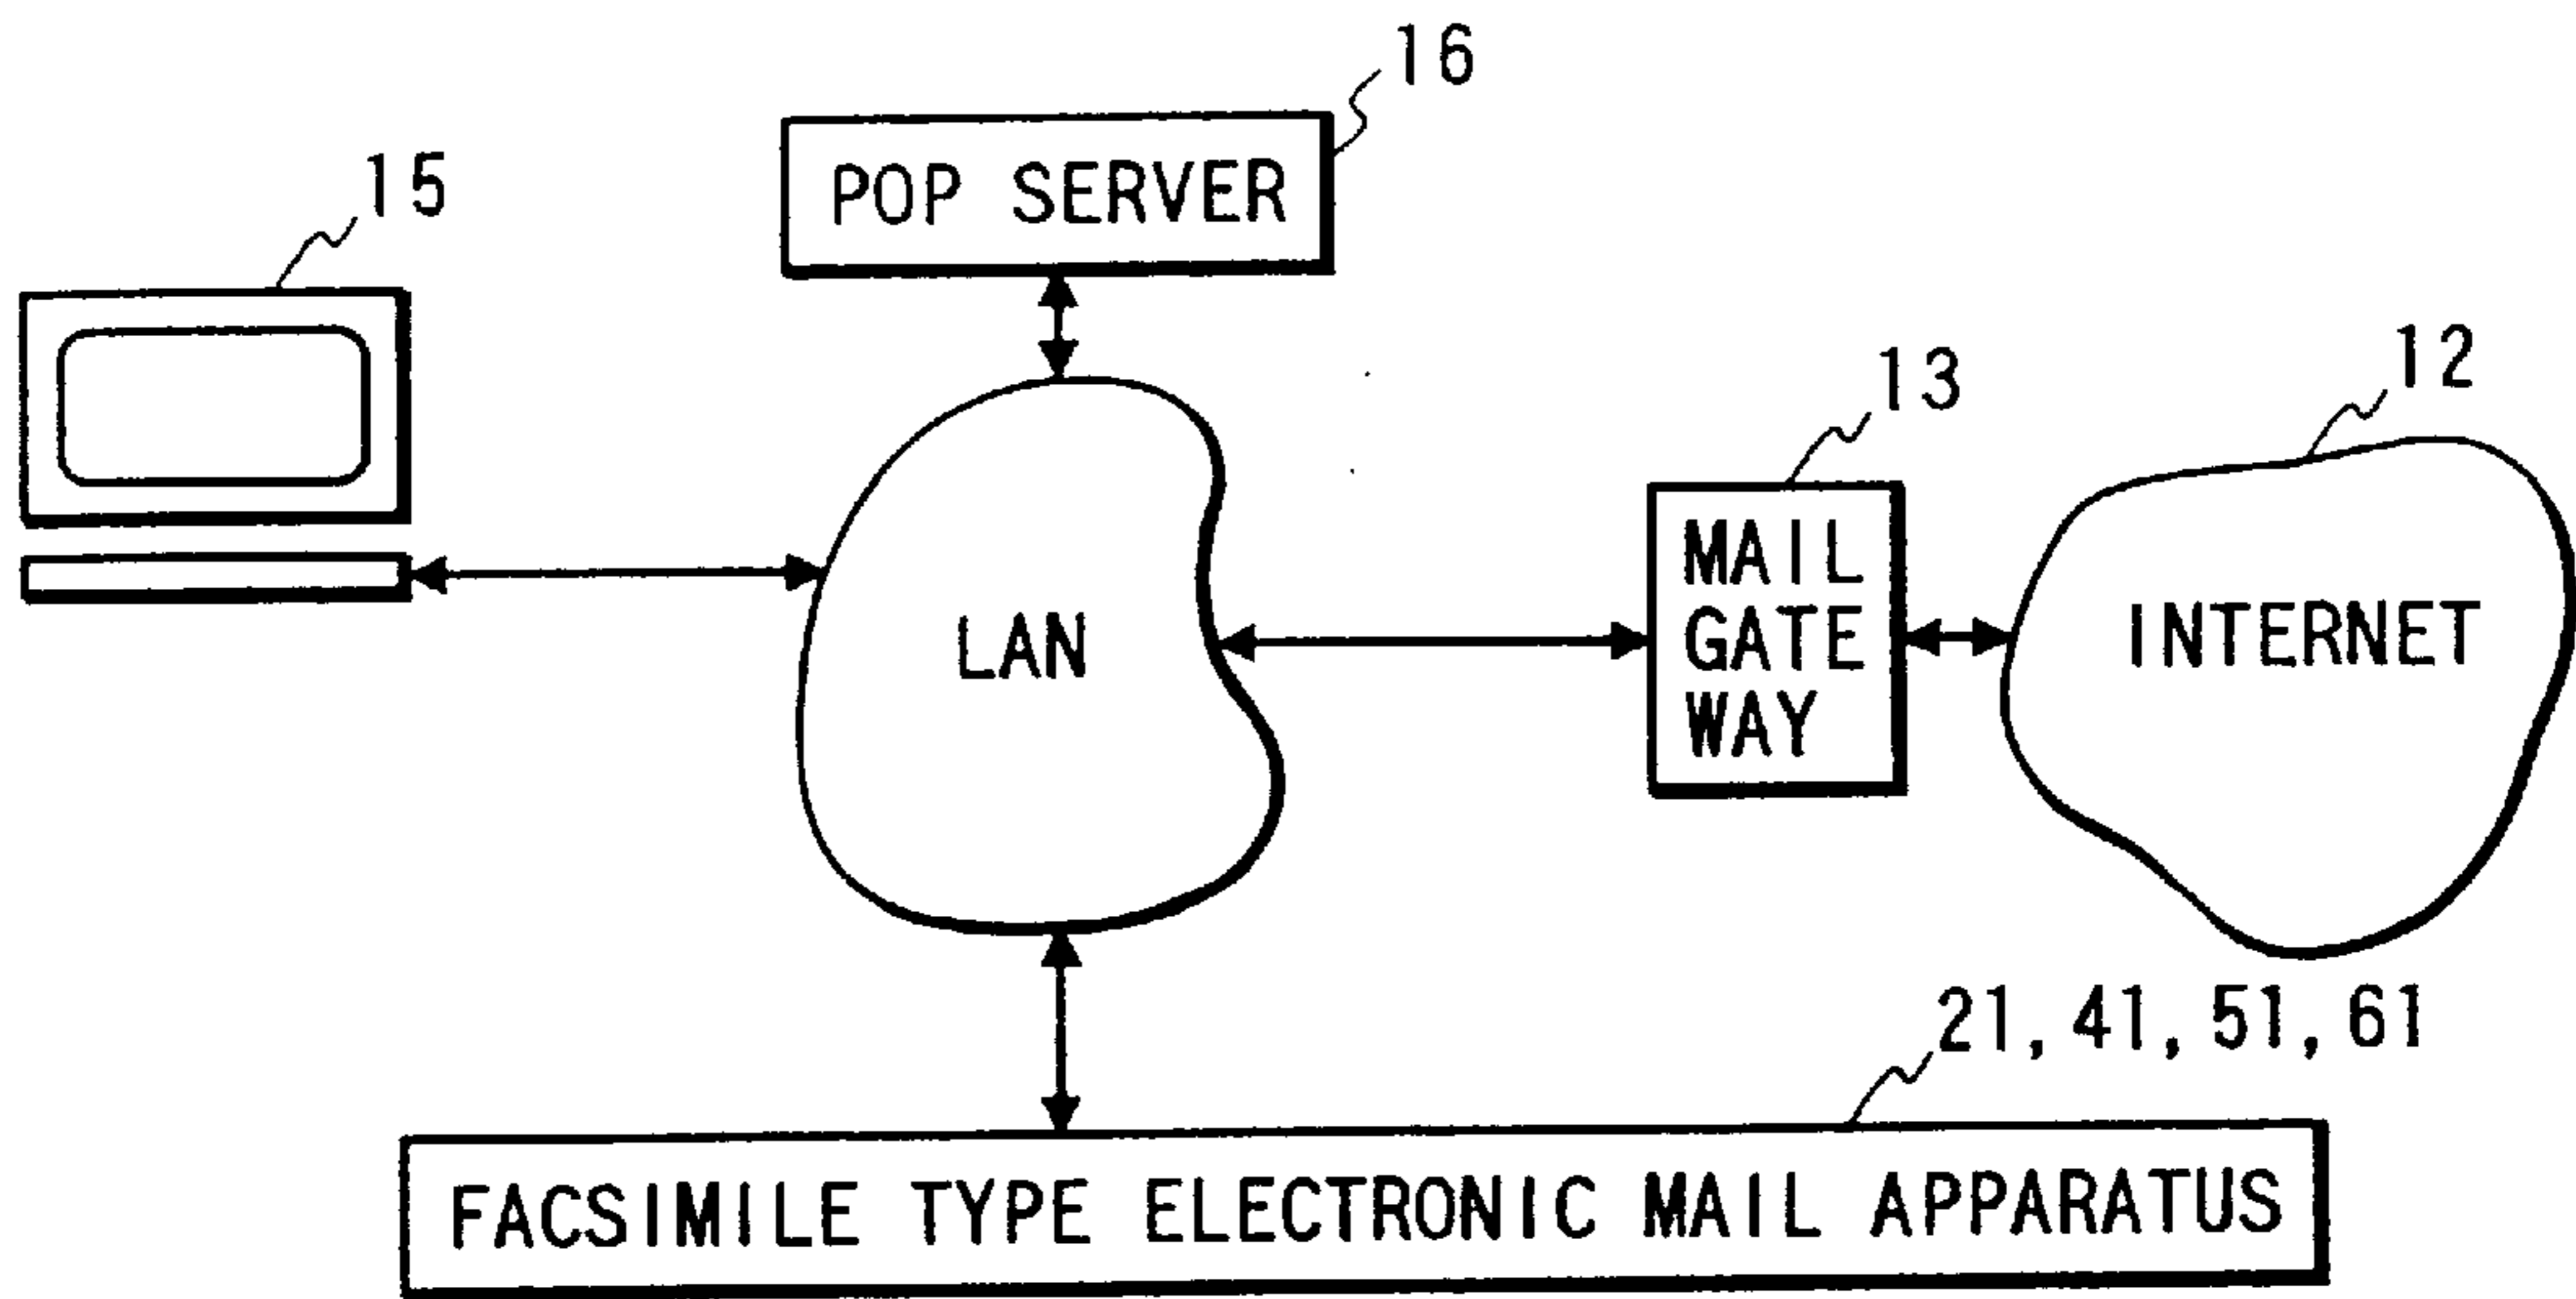 16
POP SERVER
15
13
12
MAIL
GATE
WAY
LAN
INTERNET
21, 41, 51, 61
FACSIMILE TYPE ELECTRONIC MAIL APPARATUS